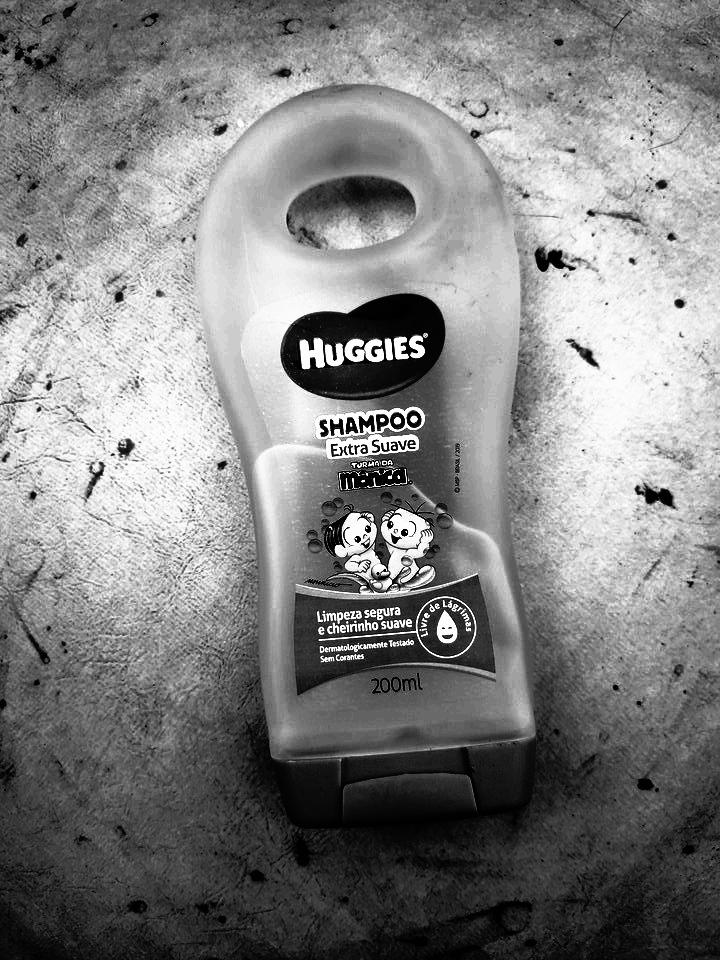 HUGGIES®
SHAMPOO
Extra Suave
TURMA DA
mônica
Limpeza segura
e cheirinho suave
Dermatologicamente Testado
Sem Corantes
Livre de Lágrimas
200ml